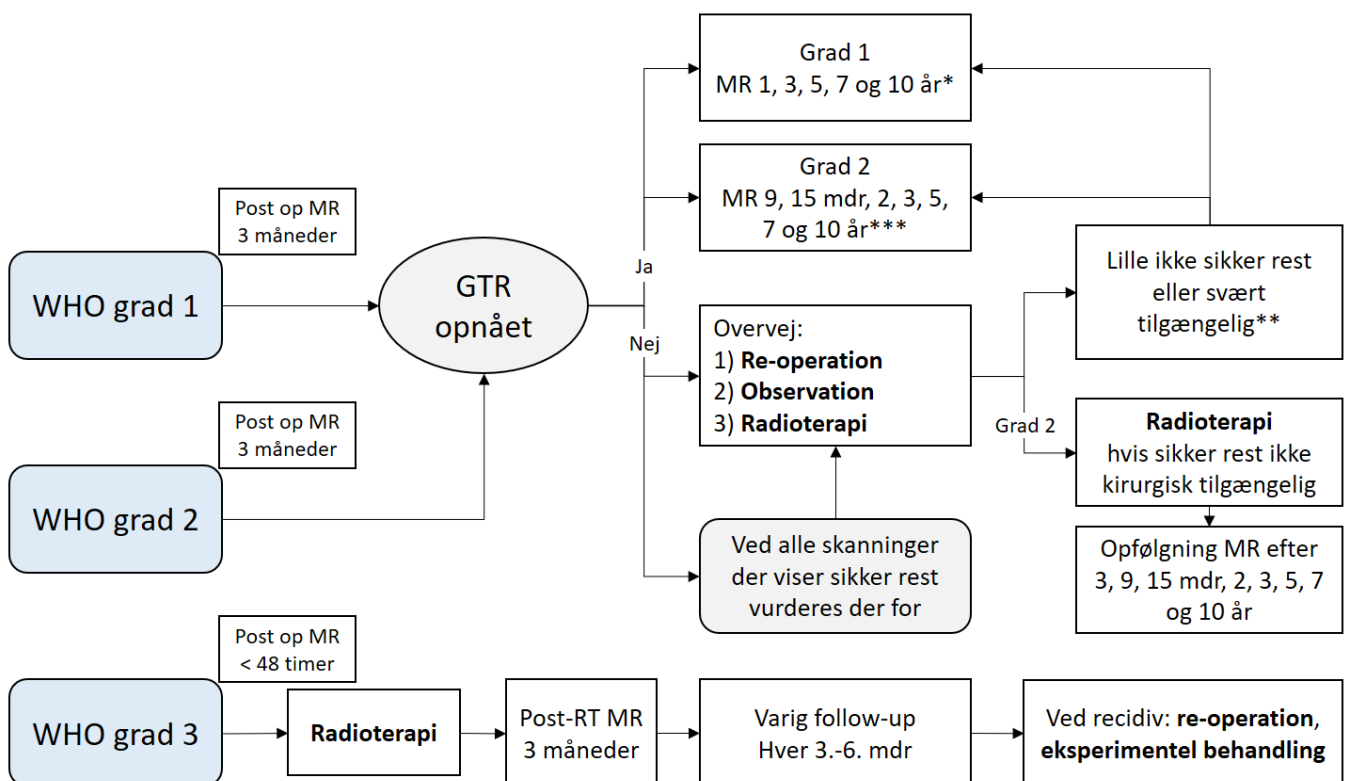 Grad 1
MR 1, 3, 5, 7 og 10 år*
Grad 2
MR 9, 15 mdr, 2, 3, 5,
7 og 10 år***
Post op MR
3 måneder
WHO grad 1
GTR
opnået
Ja
Nej
Overvej:
1) Re-operation
2) Observation
3) Radioterapi
Lille ikke sikker rest
eller svært
tilgængelig**
Grad 2
Radioterapi
hvis sikker rest ikke
kirurgisk tilgængelig
Opfølgning MR efter
3, 9, 15 mdr, 2, 3, 5, 7
og 10 år
Post op MR
3 måneder
WHO grad 2
Ved alle skanninger
der viser sikker rest
vurderes der for
Post op MR
< 48 timer
WHO grad 3
Radioterapi
Post-RT MR
3 måneder
Varig follow-up
Hver 3.-6. mdr
Ved recidiv: re-operation,
eksperimentel behandling